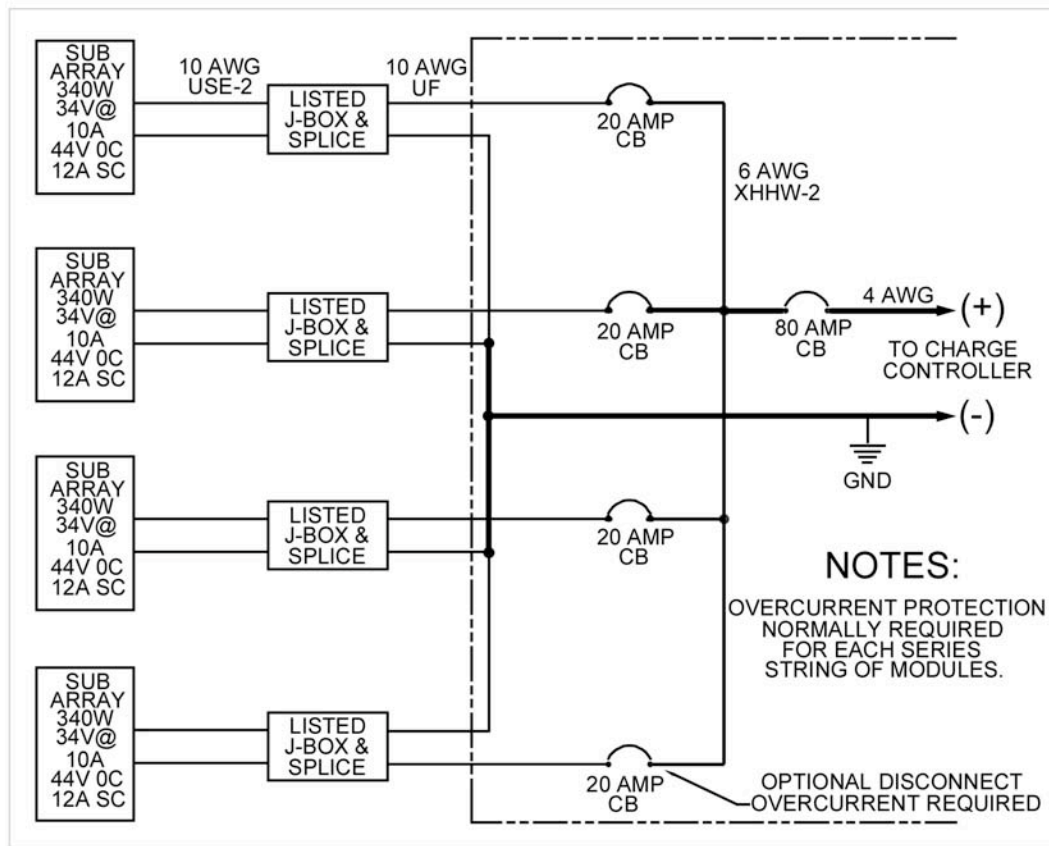 SUB
ARRAY
340W
34V@
10A
44V 0C
12A SC
10 AWG
USE-2
LISTED
J-BOX &
SPLICE
10 AWG
UF
20 AMP
CB
6 AWG
XHHW-2
SUB
ARRAY
340W
34V@
10A
44V 0C
12A SC
LISTED
J-BOX &
SPLICE
20 AMP
CB
80 AMP
CB
4 AWG
(+)
TO CHARGE
CONTROLLER
(-)
GND
SUB
ARRAY
340W
34V@
10A
44V 0C
12A SC
LISTED
J-BOX &
SPLICE
20 AMP
CB
NOTES:
OVERCURRENT PROTECTION
NORMALLY REQUIRED
FOR EACH SERIES
STRING OF MODULES.
SUB
ARRAY
340W
34V@
10A
44V 0C
12A SC
LISTED
J-BOX &
SPLICE
20 AMP
CB
OPTIONAL DISCONNECT
OVERCURRENT REQUIRED